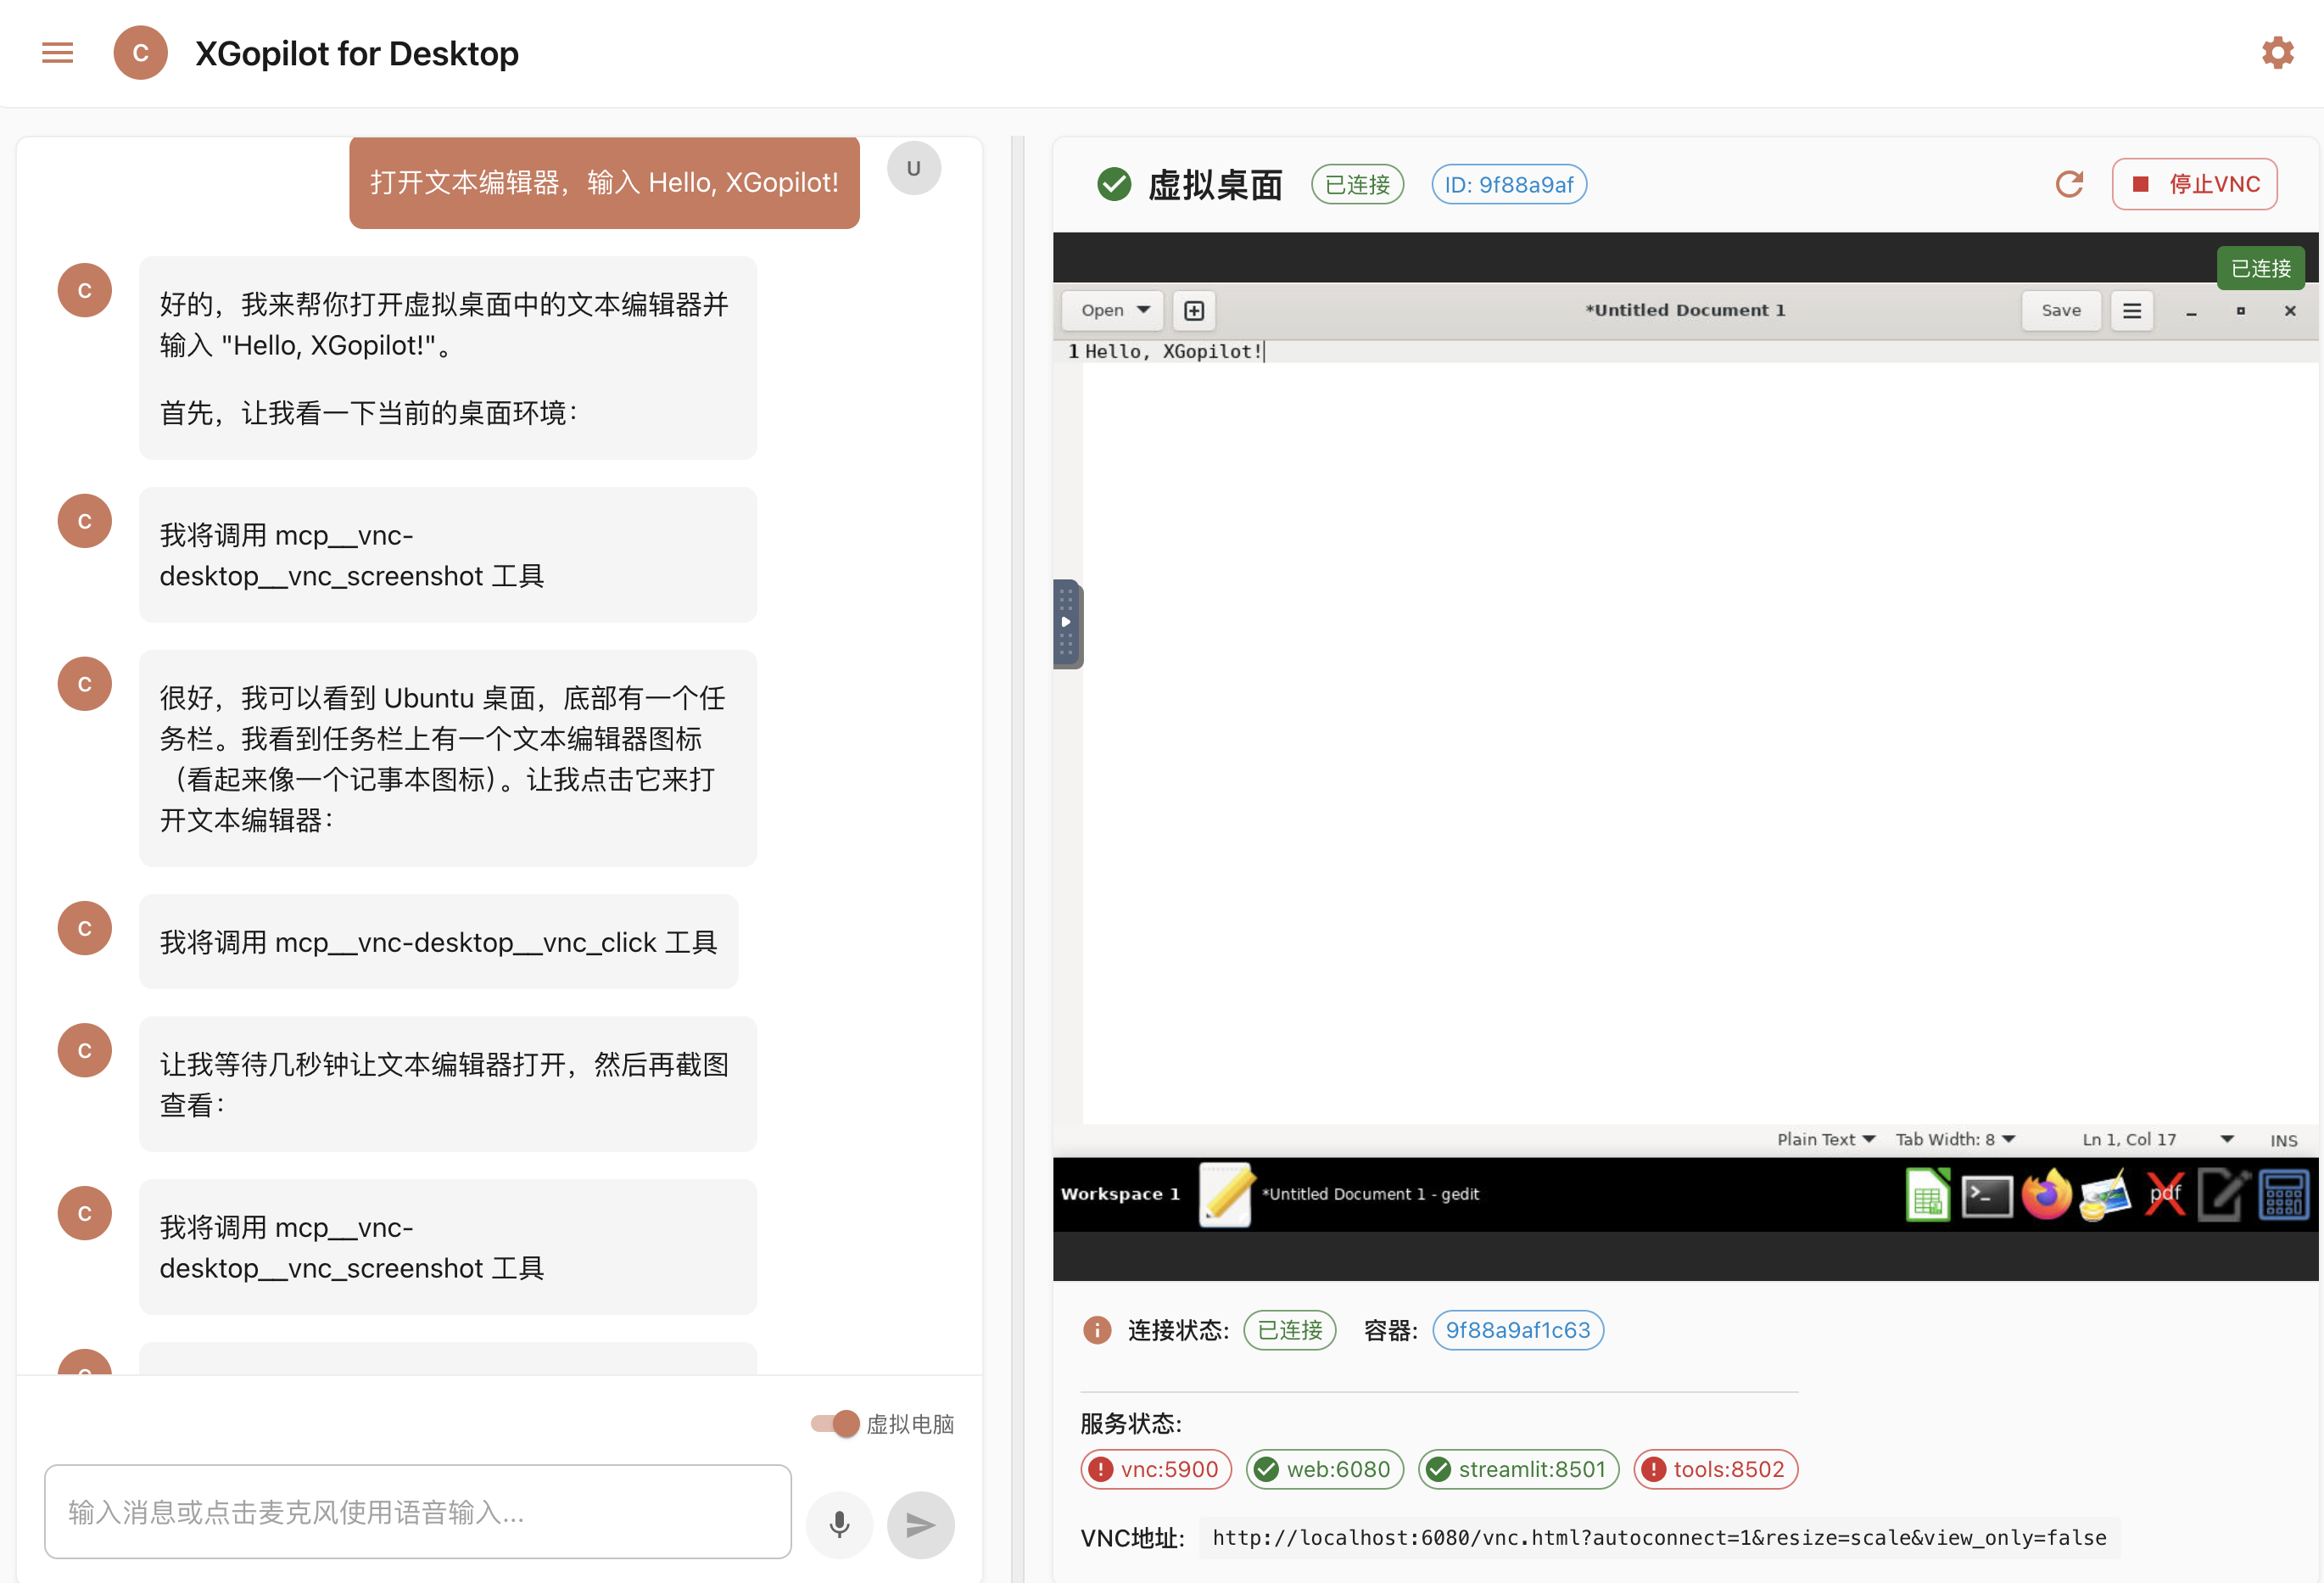 C
XGopilot for Desktop
打开文本编辑器，输入 Hello, XGopilot!
U
C
好的，我来帮你打开虚拟桌面中的文本编辑器并
输入 "Hello, XGopilot!"。
首先，让我看一下当前的桌面环境：
C
我将调用 mcp__vnc-
desktop__vnc_screenshot 工具
C
很好，我可以看到 Ubuntu 桌面，底部有一个任
务栏。我看到任务栏上有一个文本编辑器图标
（看起来像一个记事本图标）。让我点击它来打
开文本编辑器：
C
我将调用 mcp__vnc-desktop__vnc_click 工具
C
让我等待几秒钟让文本编辑器打开，然后再截图
查看：
C
我将调用 mcp__vnc-
desktop__vnc_screenshot 工具
虚拟电脑
输入消息或点击麦克风使用语音输入...
虚拟桌面
已连接
ID: 9f88a9af
停止VNC
已连接
Open
*Untitled Document 1
Save
1 Hello, XGopilot!
Plain Text
Tab Width: 8
Ln 1, Col 17
INS
Workspace 1
*Untitled Document 1 - gedit
pdf
连接状态: 已连接 容器: 9f88a9af1c63
服务状态:
vnc:5900
web:6080
streamlit:8501
tools:8502
VNC地址: http://localhost:6080/vnc.html?autoconnect=1&resize=scale&view_only=false